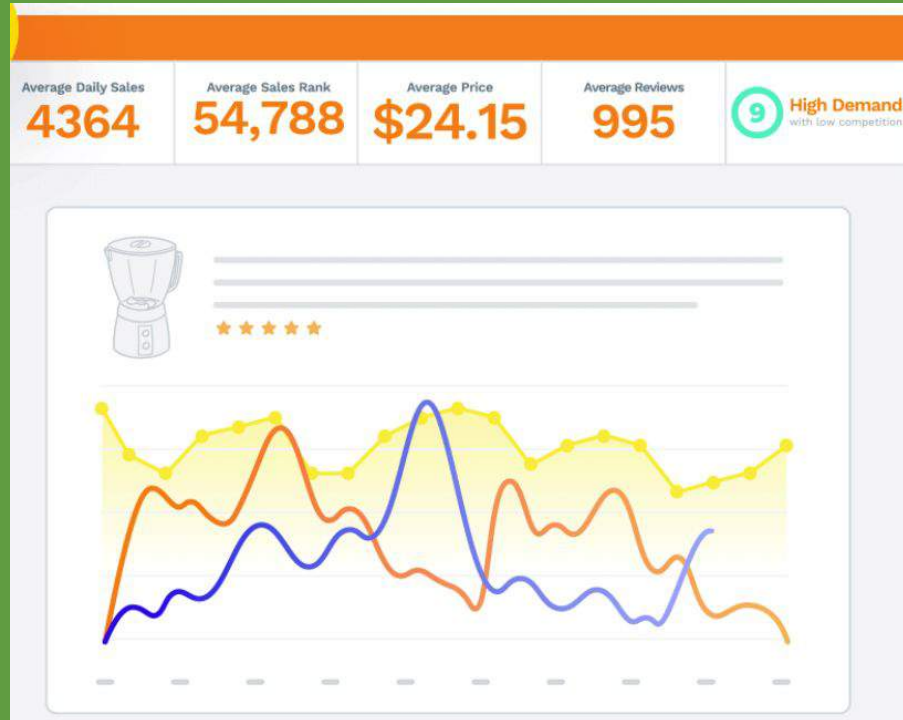 Average Daily Sales
4364
Average Sales Rank
54,788
Average Price
$24.15
Average Reviews
995
9
High Demand
with low competition